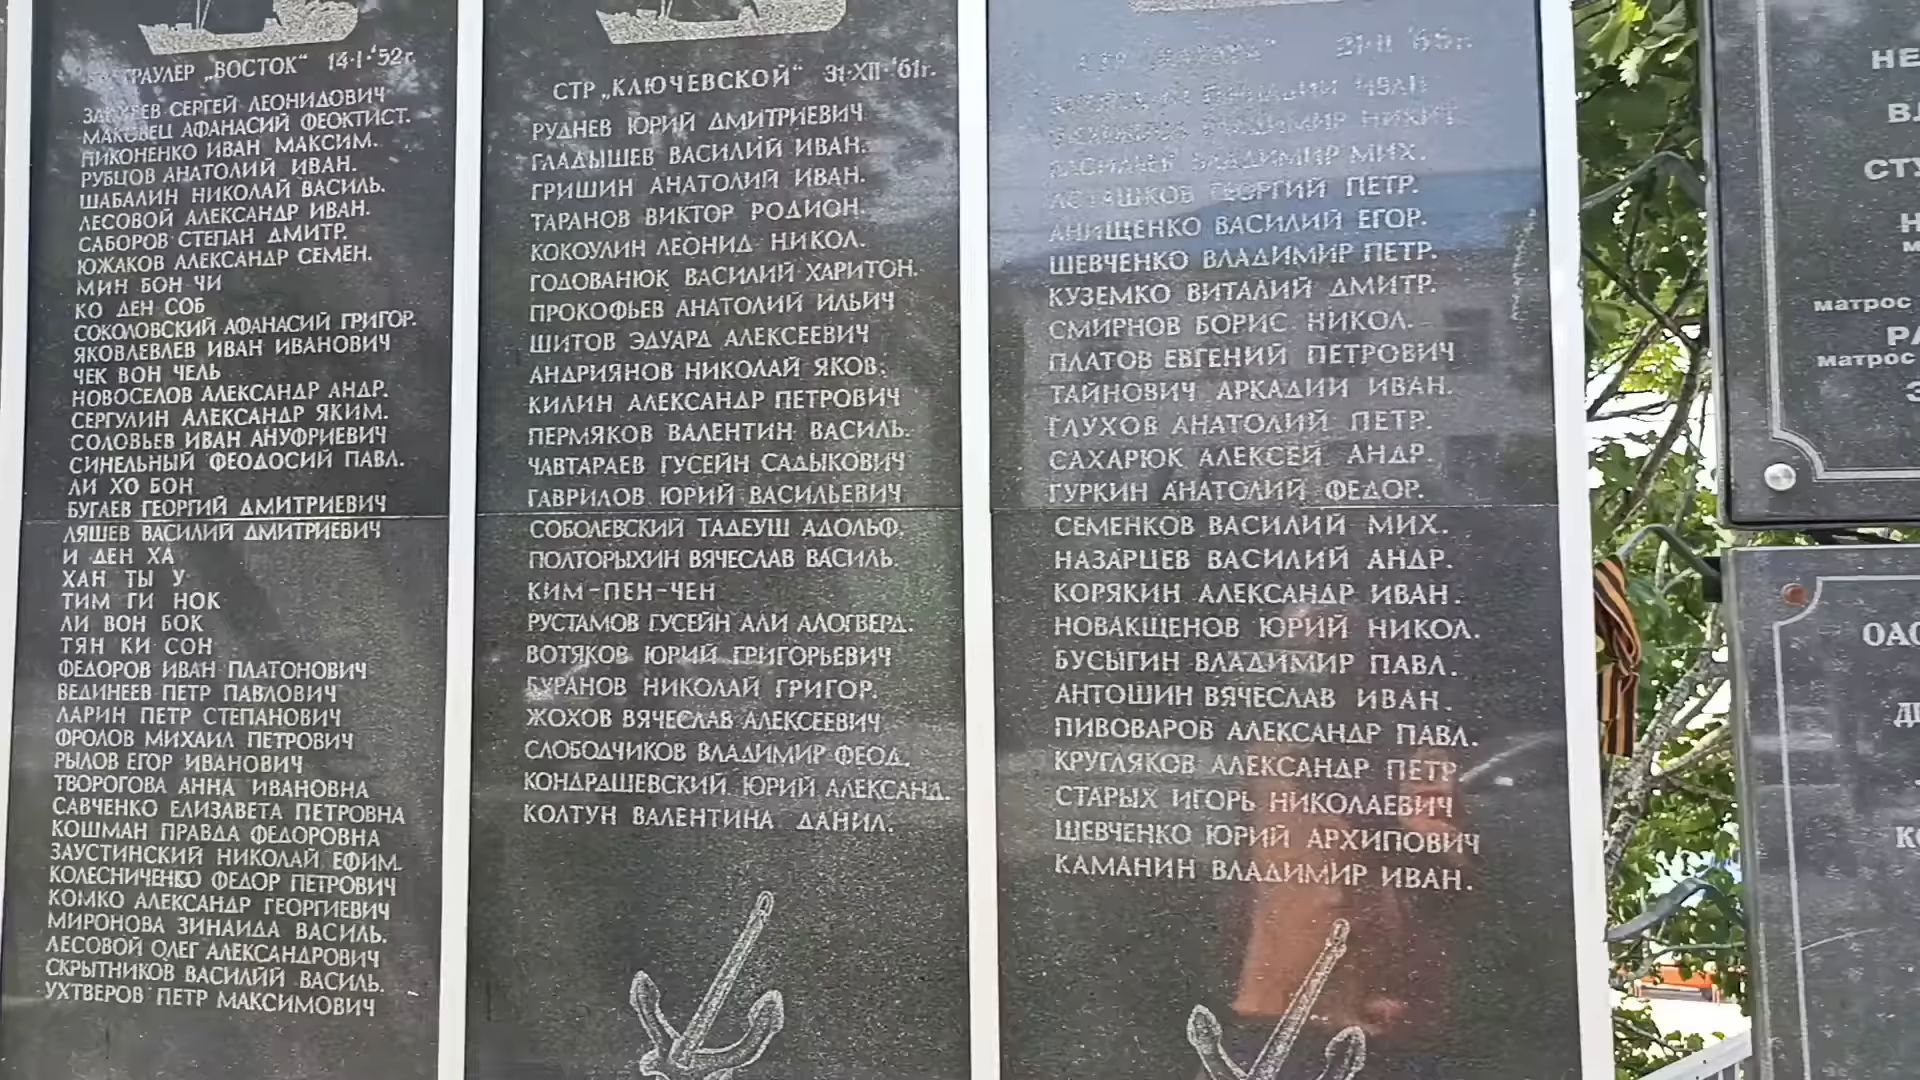 ТРАУЛЕР „ВОСТОК“ 14·I·'52г.
СЕРГЕЙ ЛЕОНИДОВИЧ
МАКОВЕЦ АФАНАСИЙ ФЕОКТИСТ.
ПИКОНЕНКО ИВАН МАКСИМ.
РУБЦОВ АНАТОЛИЙ ИВАН.
ШАБАЛИН НИКОЛАЙ ВАСИЛЬ.
ЛЕСОВОЙ АЛЕКСАНДР ИВАН.
САБОРОВ СТЕПАН ДМИТР.
ЮЖАКОВ АЛЕКСАНДР СЕМЕН.
МИН БОН ЧИ
КО ДЕН СОБ
СОКОЛОВСКИЙ АФАНАСИЙ ГРИГОР.
ЯКОВЛЕВЛЕВ ИВАН ИВАНОВИЧ
ЧЕК ВОН ЧЕЛЬ
НОВОСЕЛОВ АЛЕКСАНДР АНДР.
СЕРГУЛИН АЛЕКСАНДР ЯКИМ.
СОЛОВЬЕВ ИВАН АНУФРИЕВИЧ
СИНЕЛЬНЫЙ ФЕОДОСИЙ ПАВЛ.
ЛИ ХО БОН
БУГАЕВ ГЕОРГИЙ ДМИТРИЕВИЧ
ЛЯШЕВ ВАСИЛИЙ ДМИТРИЕВИЧ
И ДЕН ХА
ХАН ТЫ У
ТИМ ГИ НОК
ЛИ ВОН БОК
ТЯН КИ СОН
ФЕДОРОВ ИВАН ПЛАТОНОВИЧ
ВЕДИНЕЕВ ПЕТР ПАВЛОВИЧ
ЛАРИН ПЕТР СТЕПАНОВИЧ
ФРОЛОВ МИХАИЛ ПЕТРОВИЧ
РЫЛОВ ЕГОР ИВАНОВИЧ
ТВОРОГОВА АННА ИВАНОВНА
САВЧЕНКО ЕЛИЗАВЕТА ПЕТРОВНА
КОШМАН ПРАВДА ФЕДОРОВНА
ЗАУСТИНСКИЙ НИКОЛАЙ ЕФИМ.
КОЛЕСНИЧЕНКО ФЕДОР ПЕТРОВИЧ
КОМКО АЛЕКСАНДР ГЕОРГИЕВИЧ
МИРОНОВА ЗИНАИДА ВАСИЛЬ.
ЛЕСОВОЙ ОЛЕГ АЛЕКСАНДРОВИЧ
СКРЫТНИКОВ ВАСИЛИЙ ВАСИЛЬ.
УХТВЕРОВ ПЕТР МАКСИМОВИЧ
СТР „КЛЮЧЕВСКОЙ“ 31·XII·'61г.
РУДНЕВ ЮРИЙ ДМИТРИЕВИЧ
ГЛАДЫШЕВ ВАСИЛИЙ ИВАН.
ГРИШИН АНАТОЛИЙ ИВАН.
ТАРАНОВ ВИКТОР РОДИОН.
КОКОУЛИН ЛЕОНИД НИКОЛ.
ГОДОВАНЮК ВАСИЛИЙ ХАРИТОН.
ПРОКОФЬЕВ АНАТОЛИЙ ИЛЬИЧ
ШИТОВ ЭДУАРД АЛЕКСЕЕВИЧ
АНДРИЯНОВ НИКОЛАЙ ЯКОВ.
КИЛИН АЛЕКСАНДР ПЕТРОВИЧ
ПЕРМЯКОВ ВАЛЕНТИН ВАСИЛЬ.
ЧАВТАРАЕВ ГУСЕЙН САДЫКОВИЧ
ГАВРИЛОВ ЮРИЙ ВАСИЛЬЕВИЧ
СОБОЛЕВСКИЙ ТАДЕУШ АДОЛЬФ.
ПОЛТОРЫХИН ВЯЧЕСЛАВ ВАСИЛЬ.
КИМ-ПЕН-ЧЕН
РУСТАМОВ ГУСЕЙН АЛИ АЛОГВЕРД.
ВОТЯКОВ ЮРИЙ ГРИГОРЬЕВИЧ
БУРАНОВ НИКОЛАЙ ГРИГОР.
ЖОХОВ ВЯЧЕСЛАВ АЛЕКСЕЕВИЧ
СЛОБОДЧИКОВ ВЛАДИМИР ФЕОД.
КОНДРАШЕВСКИЙ ЮРИЙ АЛЕКСАНД.
КОЛТУН ВАЛЕНТИНА ДАНИЛ.
ВЛАДИМИР
ВЛАДИМИР МИХ.
ГЕОРГИЙ ПЕТР.
АНИЩЕНКО ВАСИЛИЙ ЕГОР.
ШЕВЧЕНКО ВЛАДИМИР ПЕТР.
КУЗЕМКО ВИТАЛИЙ ДМИТР.
СМИРНОВ БОРИС НИКОЛ.
ПЛАТОВ ЕВГЕНИЙ ПЕТРОВИЧ
ТАЙНОВИЧ АРКАДИИ ИВАН.
ГЛУХОВ АНАТОЛИЙ ПЕТР.
САХАРЮК АЛЕКСЕЙ АНДР.
ГУРКИН АНАТОЛИЙ ФЕДОР.
СЕМЕНКОВ ВАСИЛИЙ МИХ.
НАЗАРЦЕВ ВАСИЛИЙ АНДР.
КОРЯКИН АЛЕКСАНДР ИВАН.
НОВАКЩЕНОВ ЮРИЙ НИКОЛ.
БУСЫГИН ВЛАДИМИР ПАВЛ.
АНТОШИН ВЯЧЕСЛАВ ИВАН.
ПИВОВАРОВ АЛЕКСАНДР ПАВЛ.
КРУГЛЯКОВ АЛЕКСАНДР ПЕТР.
СТАРЫХ ИГОРЬ НИКОЛАЕВИЧ
ШЕВЧЕНКО ЮРИЙ АРХИПОВИЧ
КАМАНИН ВЛАДИМИР ИВАН.
НЕ
СТУ
матрос
матрос
ОАО